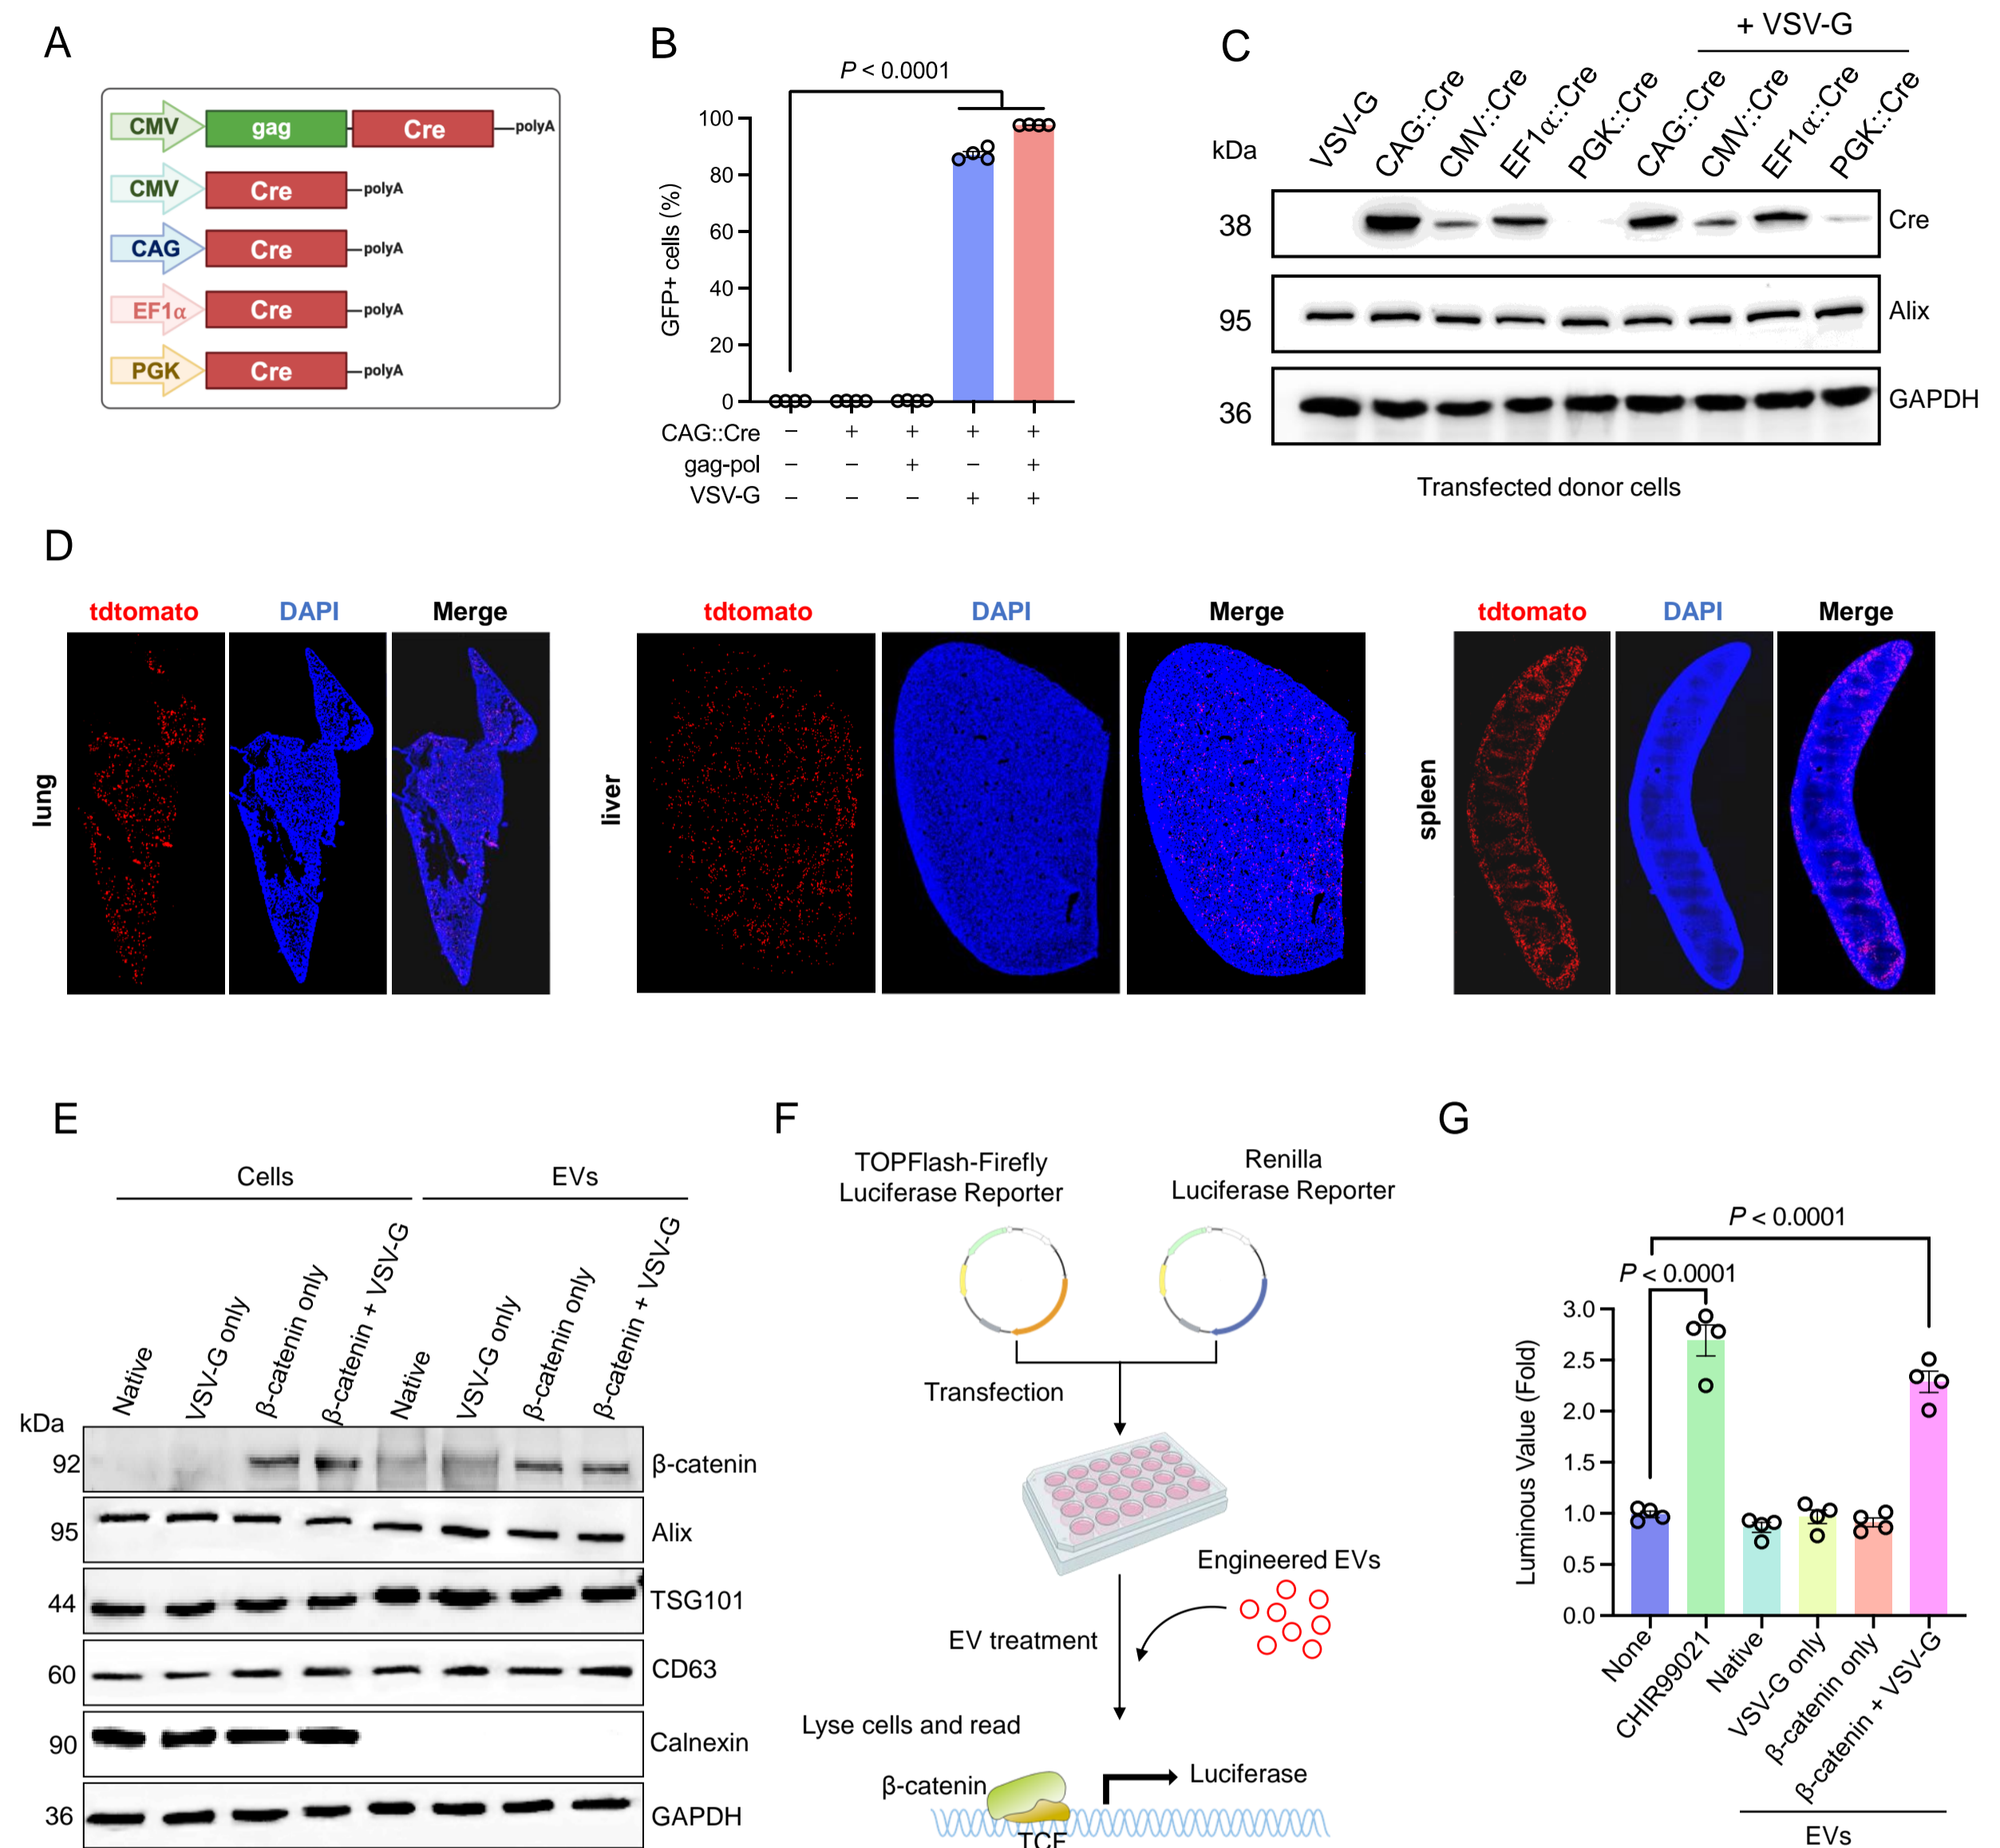 A
CMV gag Cre polyA
CMV Cre polyA
CAG Cre polyA
EF1α Cre polyA
PGK Cre polyA
B
P < 0.0001
GFP+ cells (%)
100
80
60
40
20
0
CAG::Cre − + + + +
gag-pol − − + − +
VSV-G − − − + +
C
+ VSV-G
kDa
VSV-G
CAG::Cre
CMV::Cre
EF1α::Cre
PGK::Cre
CAG::Cre
CMV::Cre
EF1α::Cre
PGK::Cre
38 Cre
95 Alix
36 GAPDH
Transfected donor cells
D
tdtomato DAPI Merge
lung
tdtomato DAPI Merge
liver
tdtomato DAPI Merge
spleen
E
Cells EVs
Native
VSV-G only
β-catenin only
β-catenin + VSV-G
Native
VSV-G only
β-catenin only
β-catenin + VSV-G
kDa
92 β-catenin
95 Alix
44 TSG101
60 CD63
90 Calnexin
36 GAPDH
F
TOPFlash-Firefly
Luciferase Reporter
Renilla
Luciferase Reporter
Transfection
Engineered EVs
EV treatment
Lyse cells and read
β-catenin
Luciferase
TCF
G
P < 0.0001
P < 0.0001
Luminous Value (Fold)
3.0
2.5
2.0
1.5
1.0
0.5
0.0
None
CHIR99021
Native
VSV-G only
β-catenin only
β-catenin + VSV-G
EVs